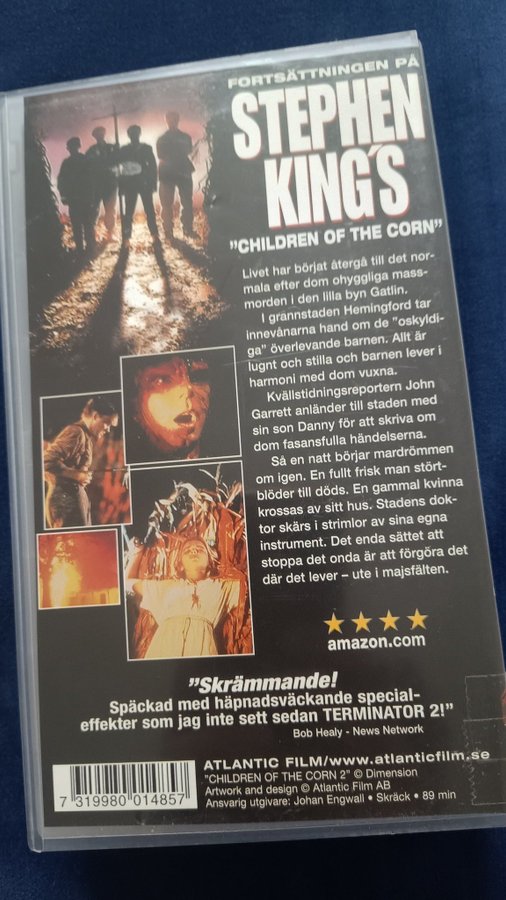 FORTSÄTTNINGEN PÅ
STEPHEN
KING'S
"CHILDREN OF THE CORN"
Livet har börjat återgå till det nor-
mala efter dom ohyggliga mass-
morden i den lilla byn Gatlin.
I grannstaden Hemingford tar
innevånarna hand om de "oskyldi-
ga" överlevande barnen. Allt är
lugnt och stilla och barnen lever i
harmoni med dom vuxna.
Kvällstidningsreportern John
Garrett anländer till staden med
sin son Danny för att skriva om
dom fasansfulla händelserna.
Så en natt börjar mardrömmen
om igen. En fullt frisk man stört-
blöder till döds. En gammal kvinna
krossas av sitt hus. Stadens dok-
tor skärs i strimlor av sina egna
instrument. Det enda sättet att
stoppa det onda är att förgöra det
där det lever – ute i majsfälten.
amazon.com
"Skrämmande!
Späckad med häpnadsväckande special-
effekter som jag inte sett sedan TERMINATOR 2!"
Bob Healy - News Network
ATLANTIC FILM/www.atlanticfilm.se
"CHILDREN OF THE CORN 2" © Dimension
Artwork and design © Atlantic Film AB
Ansvarig utgivare: Johan Engwall • Skräck • 89 min
7 319980 014857